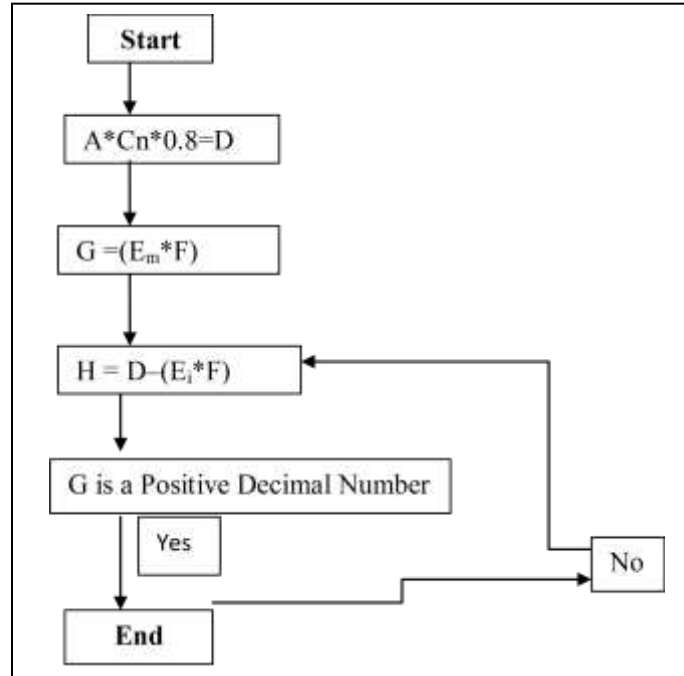 Start
A*Cn*0.8=D
G =(Eₘ*F)
H = D–(Eᵢ*F)
G is a Positive Decimal Number
Yes
No
End